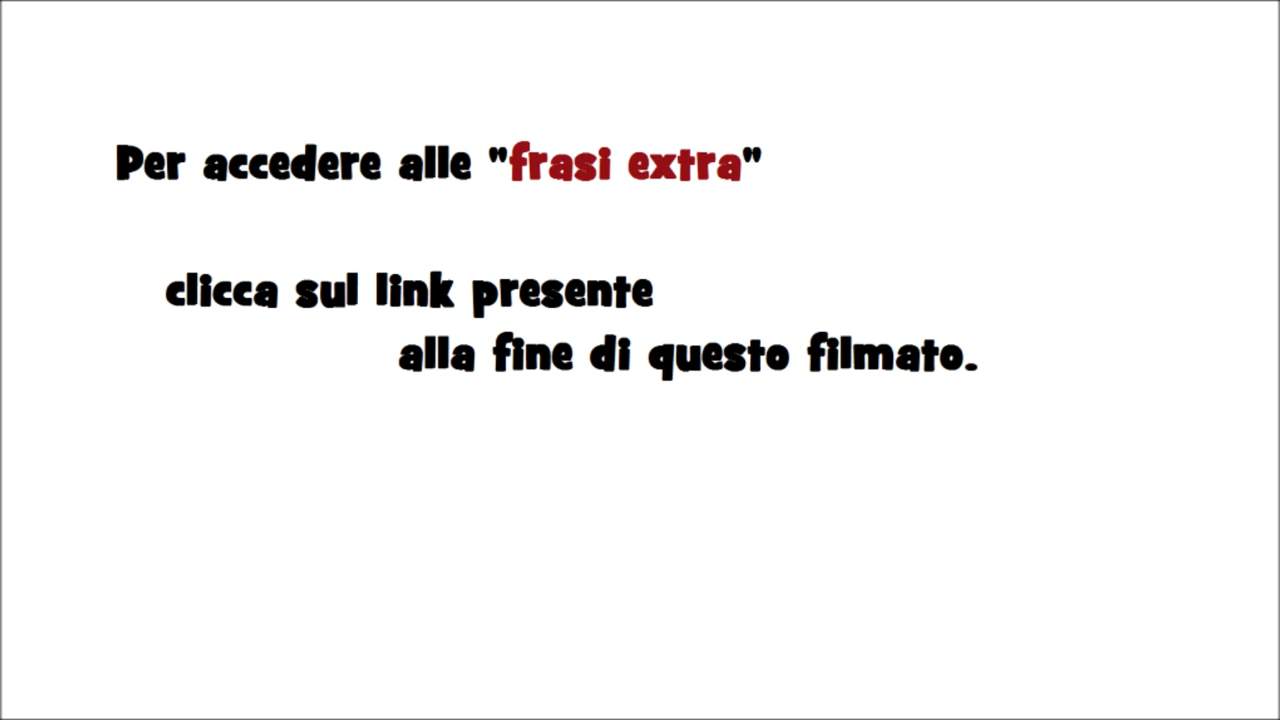 Per accedere alle "frasi extra"
clicca sul link presente
alla fine di questo filmato.